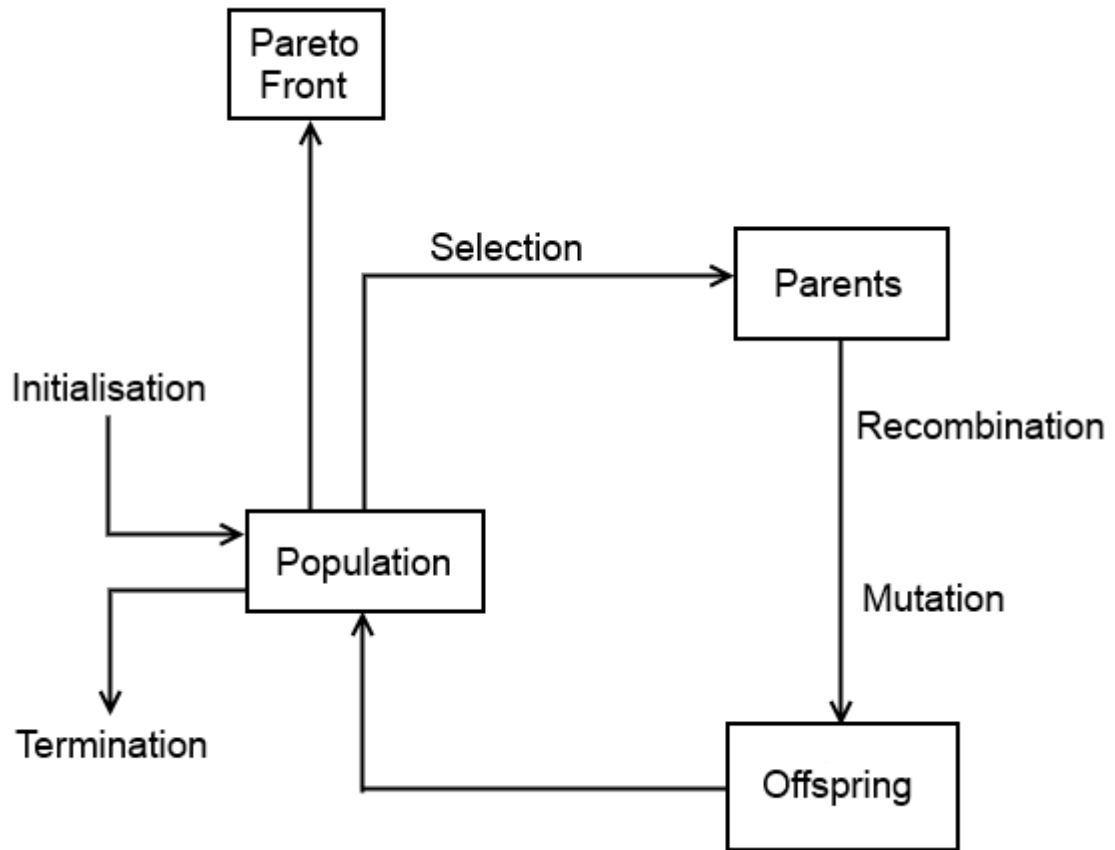 Pareto
Front
Selection
Parents
Initialisation
Recombination
Population
Mutation
Termination
Offspring